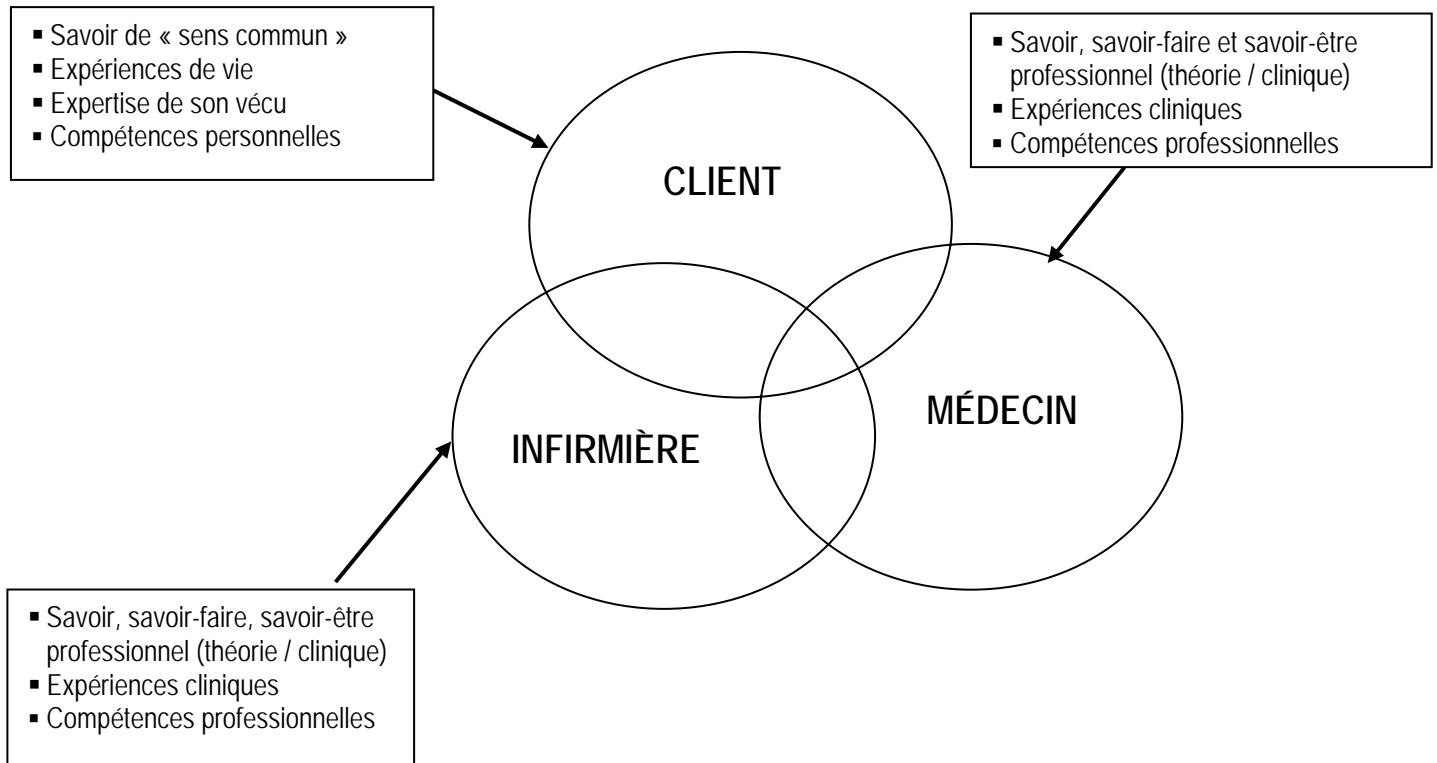 ▪ Savoir de « sens commun »
▪ Expériences de vie
▪ Expertise de son vécu
▪ Compétences personnelles
▪ Savoir, savoir-faire et savoir-être
professionnel (théorie / clinique)
▪ Expériences cliniques
▪ Compétences professionnelles
CLIENT
MÉDECIN
INFIRMIÈRE
▪ Savoir, savoir-faire, savoir-être
professionnel (théorie / clinique)
▪ Expériences cliniques
▪ Compétences professionnelles